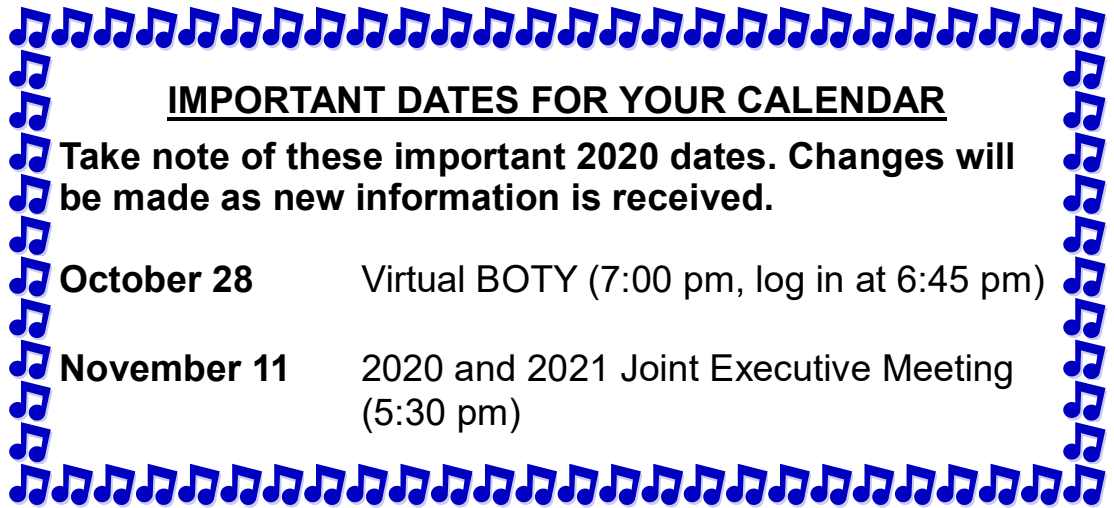 IMPORTANT DATES FOR YOUR CALENDAR
Take note of these important 2020 dates. Changes will
be made as new information is received.
October 28 Virtual BOTY (7:00 pm, log in at 6:45 pm)
November 11 2020 and 2021 Joint Executive Meeting
(5:30 pm)